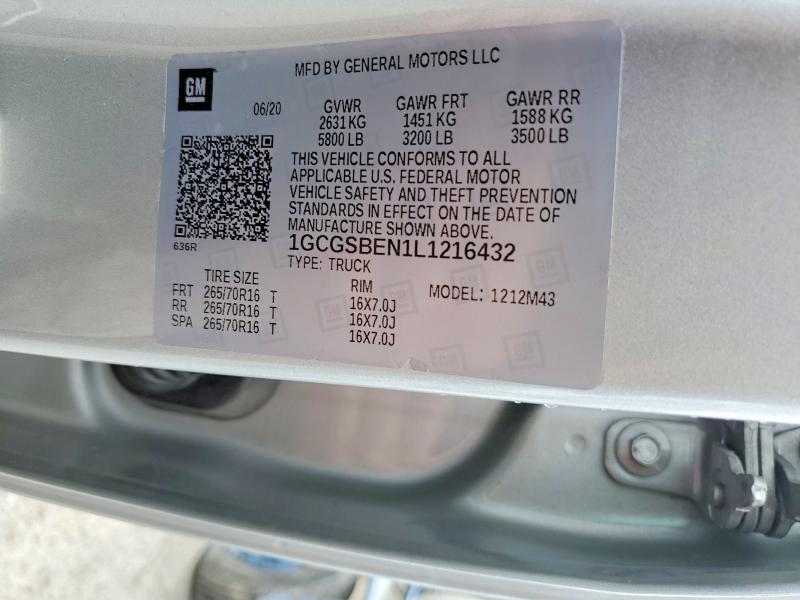 GM
MFD BY GENERAL MOTORS LLC
06/20 GVWR GAWR FRT GAWR RR
2631 KG 1451 KG 1588 KG
5800 LB 3200 LB 3500 LB
THIS VEHICLE CONFORMS TO ALL
APPLICABLE U.S. FEDERAL MOTOR
VEHICLE SAFETY AND THEFT PREVENTION
STANDARDS IN EFFECT ON THE DATE OF
MANUFACTURE SHOWN ABOVE.
636R
1GCGSBEN1L1216432
TYPE: TRUCK
TIRE SIZE RIM MODEL: 1212M43
FRT 265/70R16 T 16X7.0J
RR 265/70R16 T 16X7.0J
SPA 265/70R16 T 16X7.0J